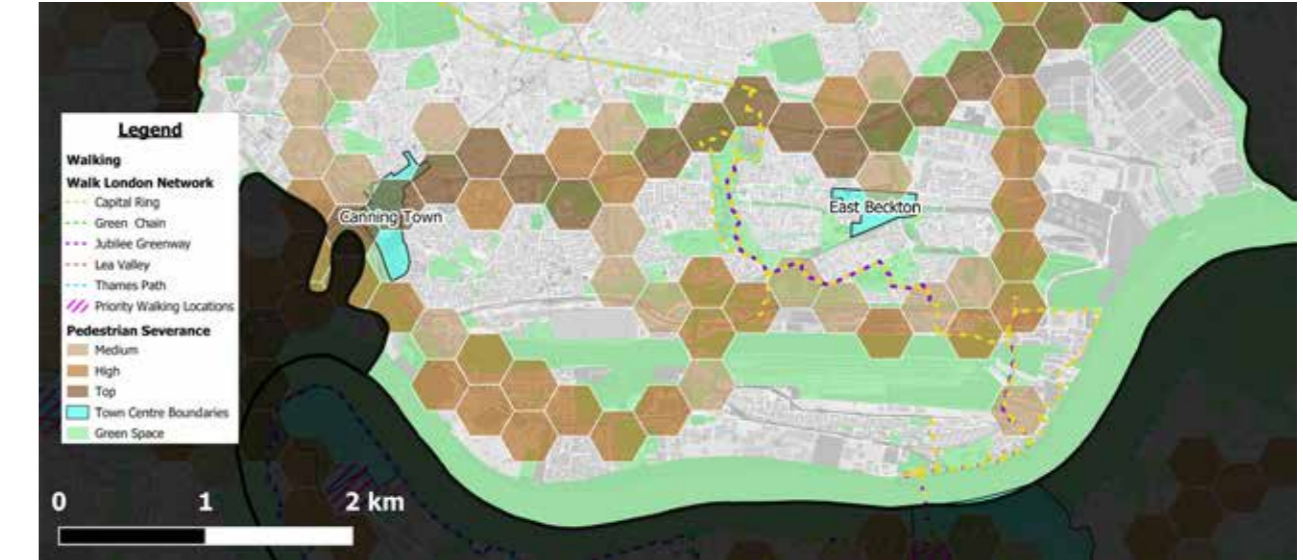 Legend
Walking
Walk London Network
Capital Ring
Green Chain
Jubilee Greenway
Lea Valley
Thames Path
Priority Walking Locations
Pedestrian Severance
Medium
High
Top
Town Centre Boundaries
Green Space
Canning Town
East Beckton
0 1 2 km